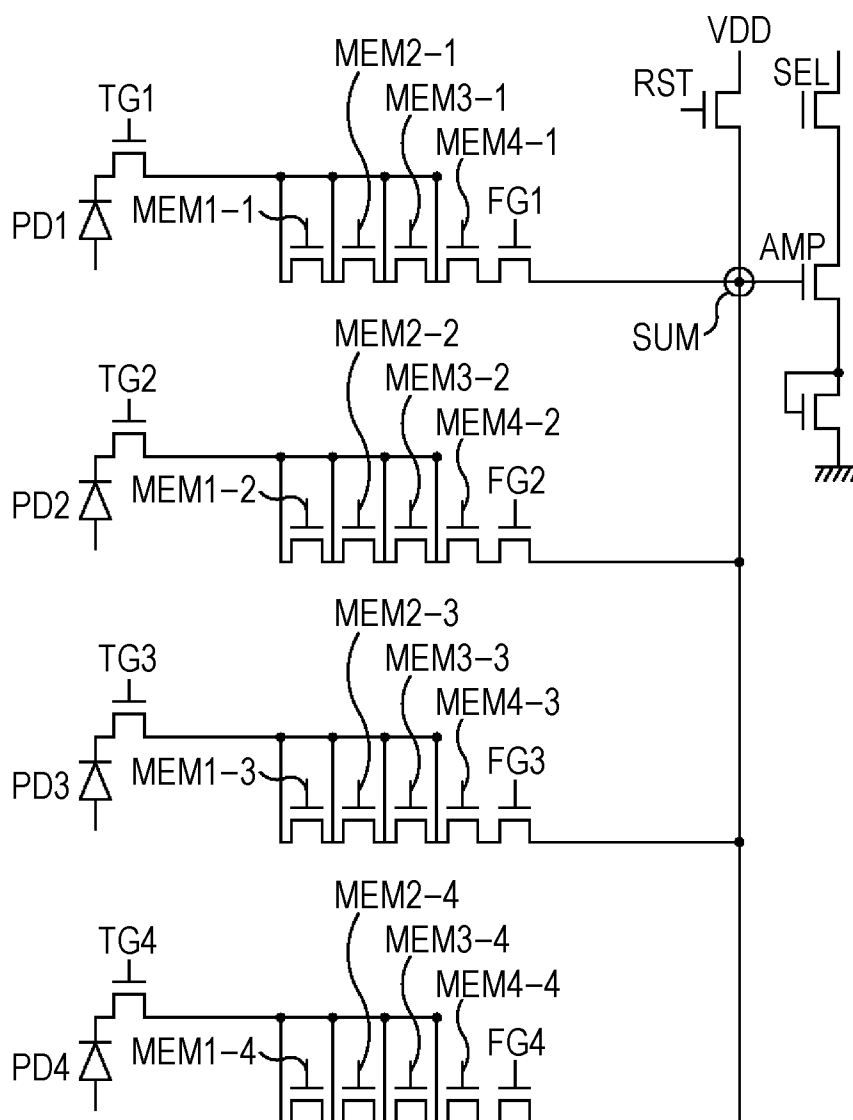 VDD
RST
SEL
AMP
SUM
MEM2–1
TG1
MEM3–1
MEM4–1
MEM1–1
FG1
PD1
MEM2–2
TG2
MEM3–2
MEM4–2
MEM1–2
FG2
PD2
MEM2–3
TG3
MEM3–3
MEM4–3
MEM1–3
FG3
PD3
MEM2–4
TG4
MEM3–4
MEM4–4
MEM1–4
FG4
PD4